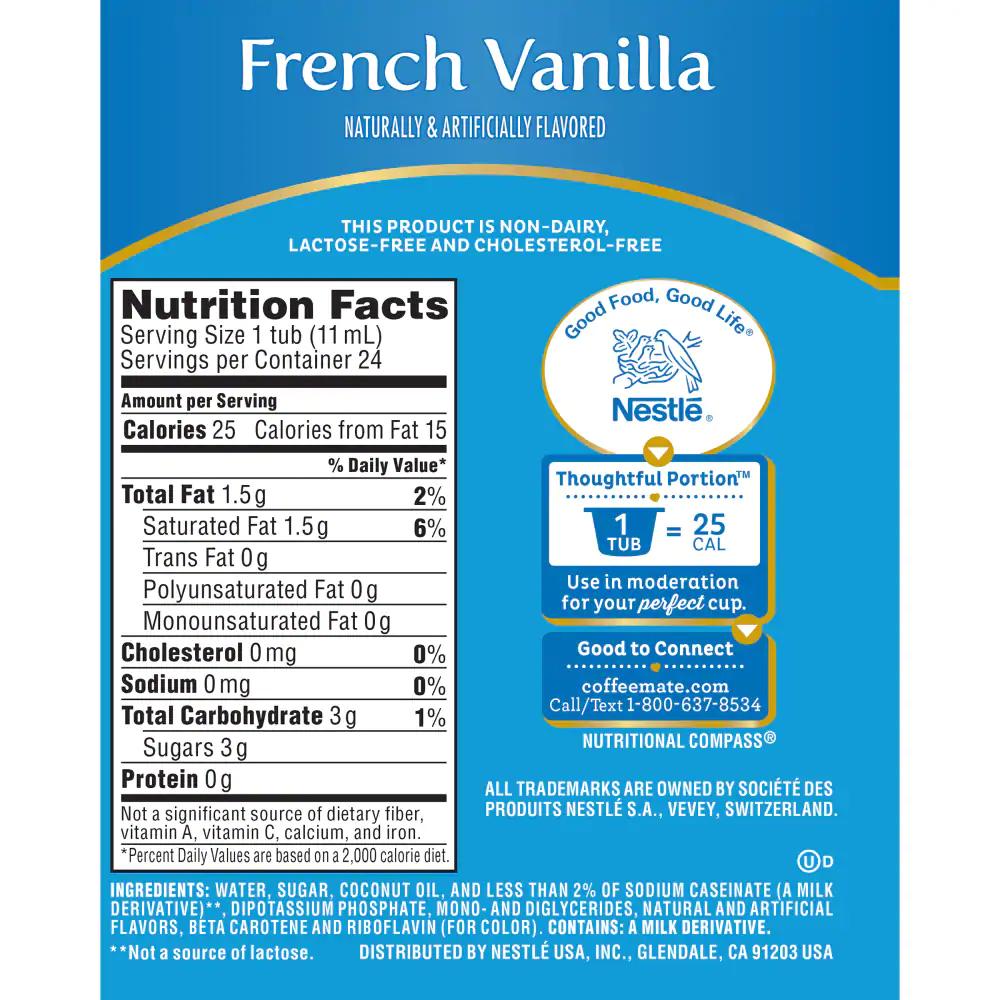 French Vanilla
NATURALLY & ARTIFICIALLY FLAVORED
THIS PRODUCT IS NON-DAIRY,
LACTOSE-FREE AND CHOLESTEROL-FREE
Nutrition Facts
Serving Size 1 tub (11 mL)
Servings per Container 24
Amount per Serving
Calories 25 Calories from Fat 15
% Daily Value*
Total Fat 1.5 g 2%
Saturated Fat 1.5 g 6%
Trans Fat 0 g
Polyunsaturated Fat 0 g
Monounsaturated Fat 0 g
Cholesterol 0 mg 0%
Sodium 0 mg 0%
Total Carbohydrate 3 g 1%
Sugars 3 g
Protein 0 g
Not a significant source of dietary fiber,
vitamin A, vitamin C, calcium, and iron.
*Percent Daily Values are based on a 2,000 calorie diet.
Good Food, Good Life®
Nestlé®
Thoughtful Portion™
1 TUB = 25 CAL
Use in moderation
for your perfect cup.
Good to Connect
coffeemate.com
Call/Text 1-800-637-8534
NUTRITIONAL COMPASS®
ALL TRADEMARKS ARE OWNED BY SOCIÉTÉ DES
PRODUITS NESTLÉ S.A., VEVEY, SWITZERLAND.
U D
INGREDIENTS: WATER, SUGAR, COCONUT OIL, AND LESS THAN 2% OF SODIUM CASEINATE (A MILK
DERIVATIVE)**, DIPOTASSIUM PHOSPHATE, MONO- AND DIGLYCERIDES, NATURAL AND ARTIFICIAL
FLAVORS, BETA CAROTENE AND RIBOFLAVIN (FOR COLOR). CONTAINS: A MILK DERIVATIVE.
**Not a source of lactose. DISTRIBUTED BY NESTLÉ USA, INC., GLENDALE, CA 91203 USA